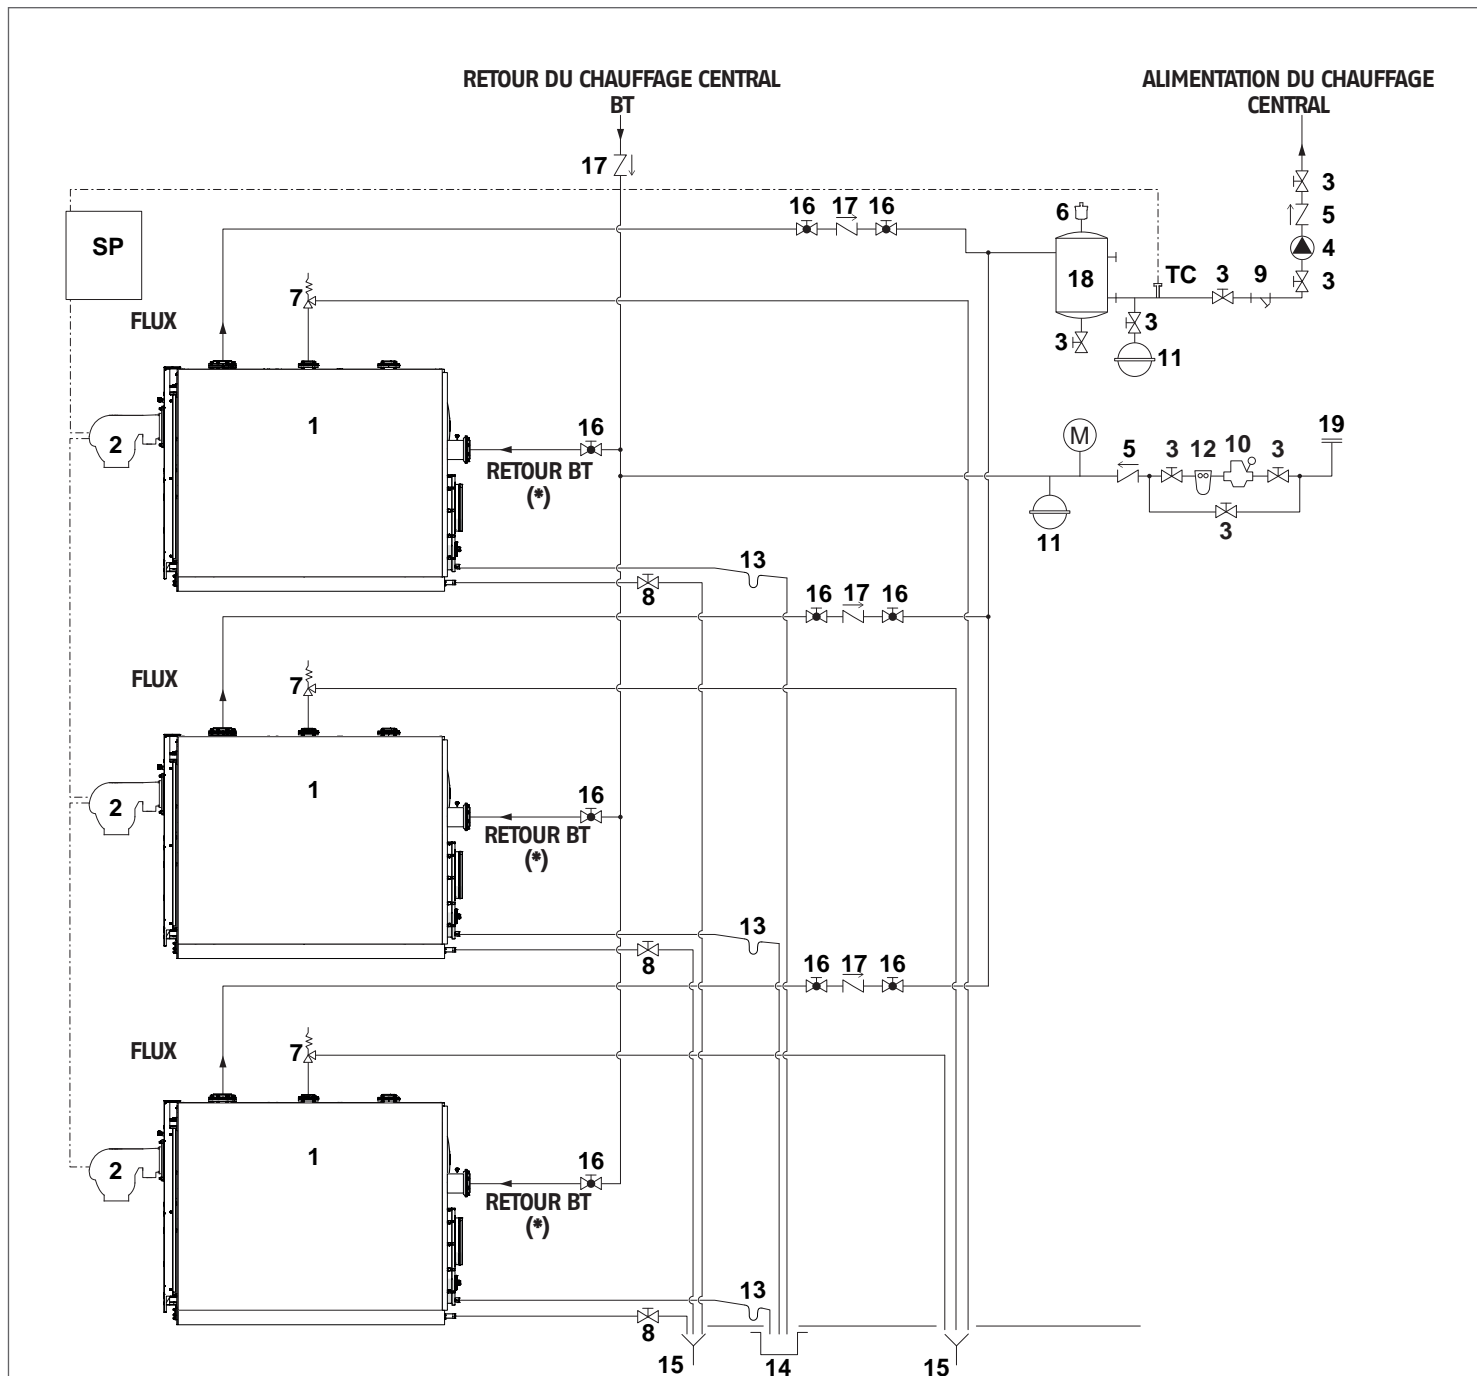 RETOUR DU CHAUFFAGE CENTRAL
BT
ALIMENTATION DU CHAUFFAGE
CENTRAL
17
3
16 17 16
6
5
SP
4
7
18
TC 3 9
3
FLUX
3
3
11
1
16
2
M
5 3 12 10 3
19
RETOUR BT
(*)
11
3
13
8
16 17 16
FLUX
7
1
16
2
RETOUR BT
(*)
13
8
16 17 16
FLUX
7
1
16
2
RETOUR BT
(*)
13
8
15
14
15